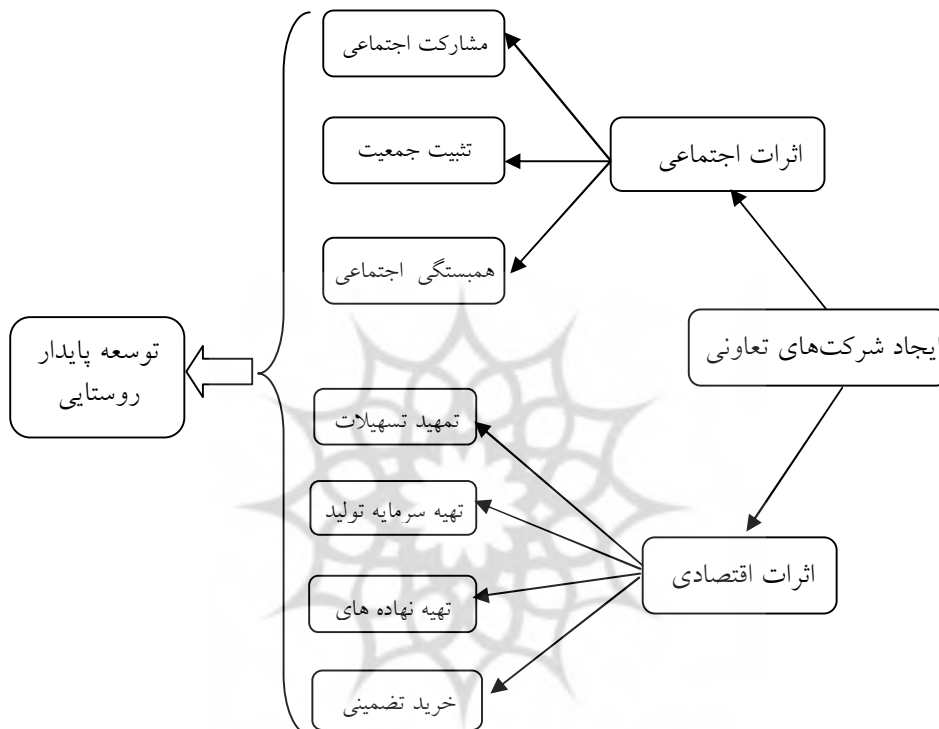 ایجاد شرکت‌های تعاونی
اثرات اجتماعی
مشارکت اجتماعی
تثبیت جمعیت
همبستگی اجتماعی
اثرات اقتصادی
تمهید تسهیلات
تهیه سرمایه تولید
تهیه نهاده های
خرید تضمینی
توسعه پایدار
روستایی